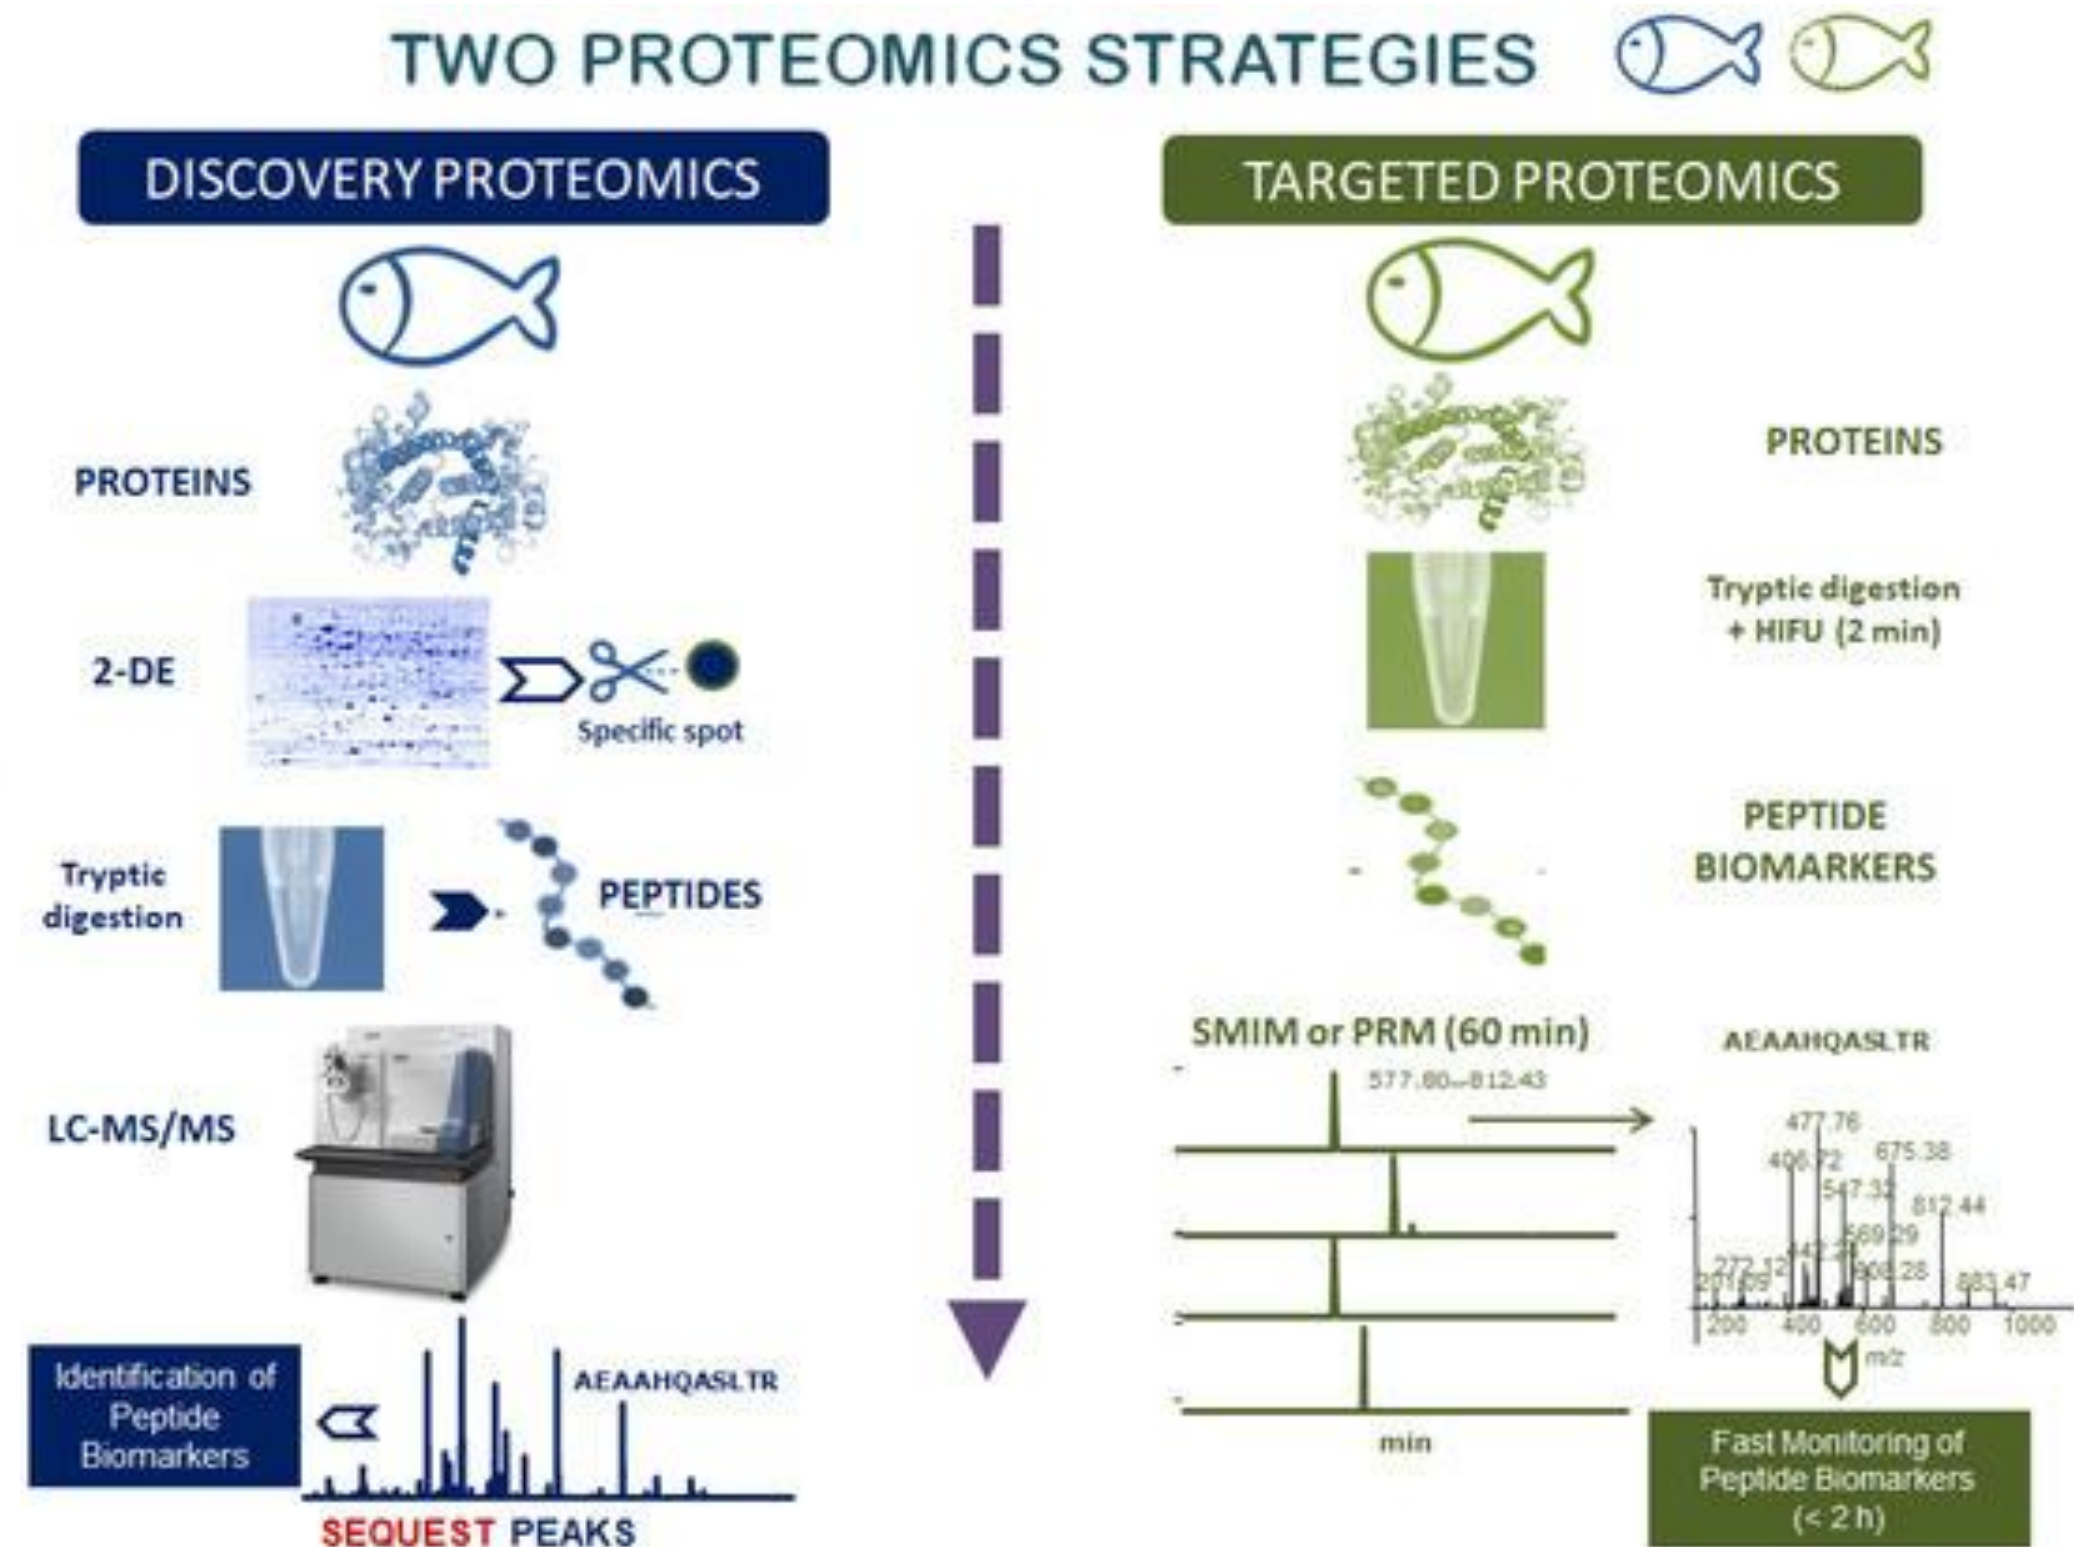 TWO PROTEOMICS STRATEGIES
DISCOVERY PROTEOMICS
PROTEINS
2-DE
Specific spot
Tryptic
digestion
PEPTIDES
LC-MS/MS
Identification of
Peptide
Biomarkers
AEAAHQASLTR
SEQUEST PEAKS
TARGETED PROTEOMICS
PROTEINS
Tryptic digestion
+ HIFU (2 min)
PEPTIDE
BIOMARKERS
SMIM or PRM (60 min)
577.80
812.43
min
AEAAHQASLTR
477.76
406.72
675.38
547.32
812.44
569.29
272.12
883.47
200 400 600 800 1000
m/z
Fast Monitoring of
Peptide Biomarkers
(< 2 h)